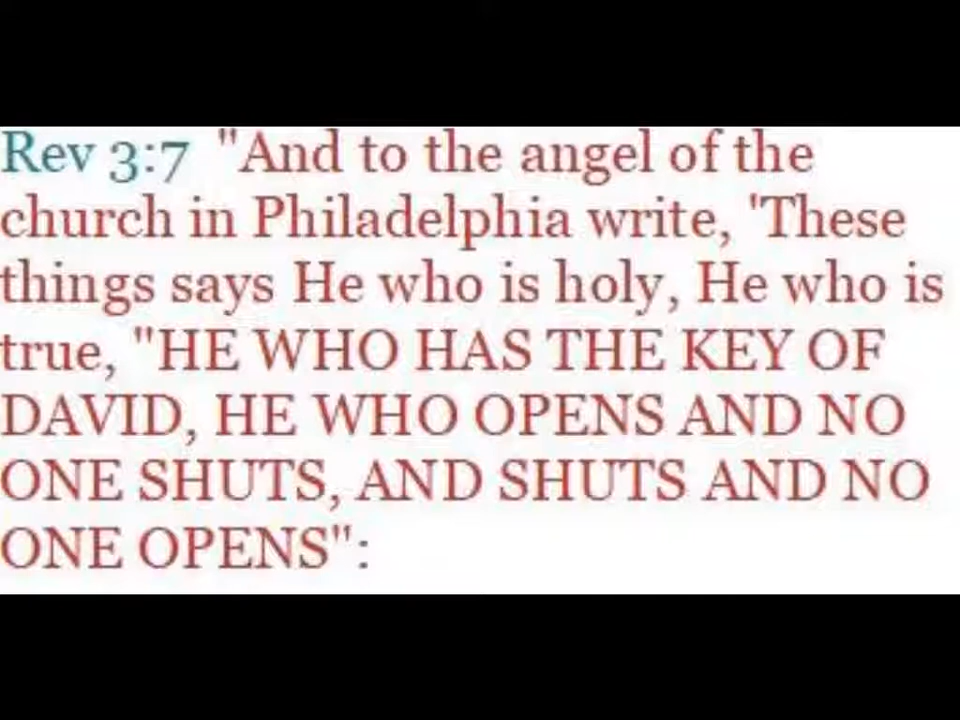 Rev 3:7  "And to the angel of the
church in Philadelphia write, 'These
things says He who is holy, He who is
true, "HE WHO HAS THE KEY OF
DAVID, HE WHO OPENS AND NO
ONE SHUTS, AND SHUTS AND NO
ONE OPENS":